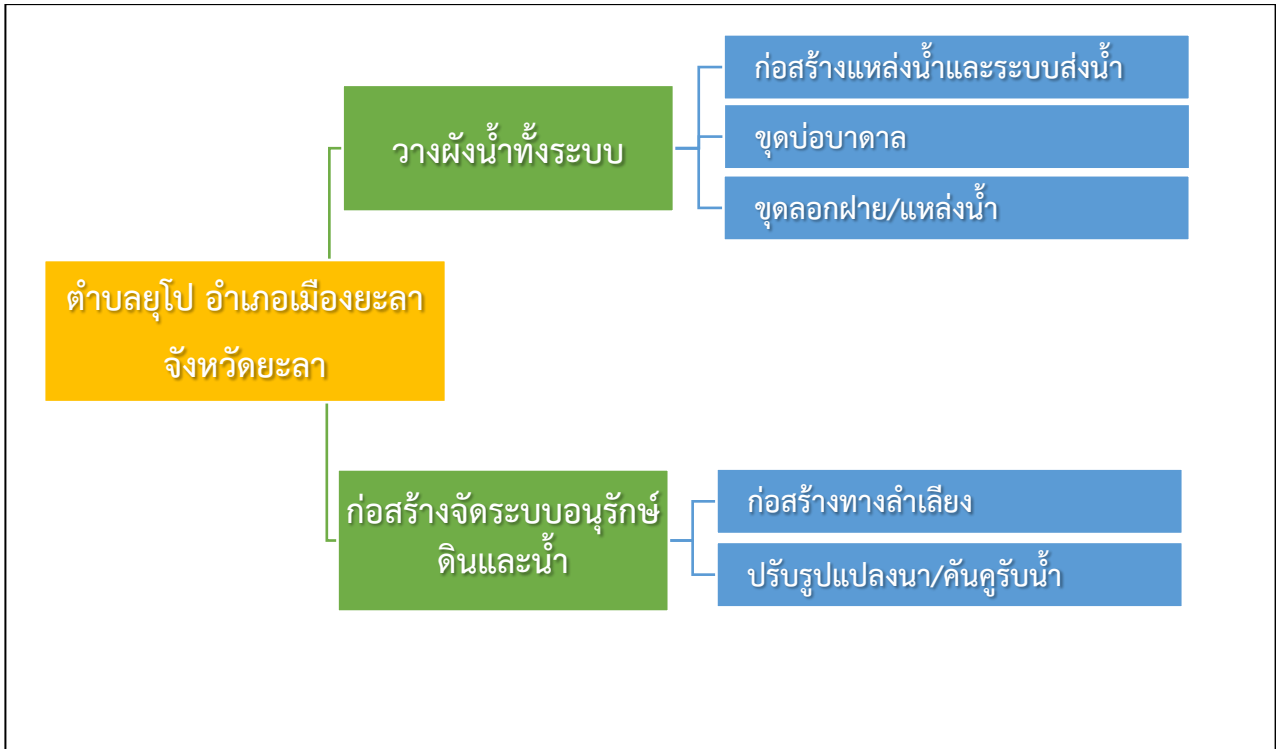 ตำบลยุโป อำเภอเมืองยะลา
จังหวัดยะลา
วางผังน้ำทั้งระบบ
ก่อสร้างแหล่งน้ำและระบบส่งน้ำ
ขุดบ่อบาดาล
ขุดลอกฝาย/แหล่งน้ำ
ก่อสร้างจัดระบบอนุรักษ์
ดินและน้ำ
ก่อสร้างทางลำเลียง
ปรับรูปแปลงนา/คันคูรับน้ำ